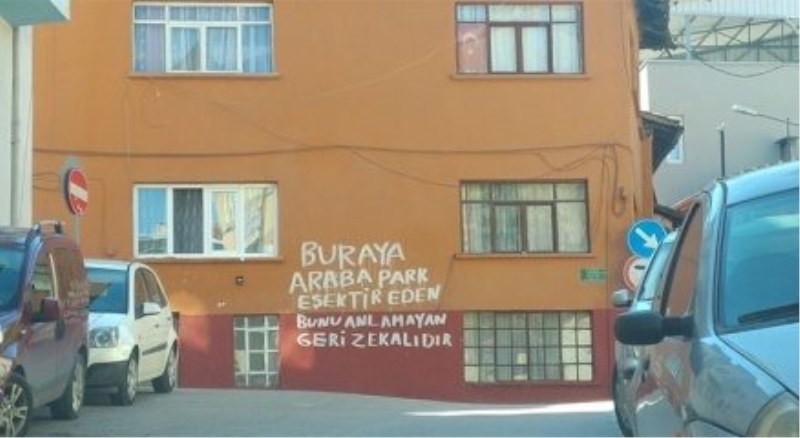 BURAYA
ARABA PARK
EŞEKTİR EDEN
BUNU ANLAMAYAN
GERİ ZEKALIDIR